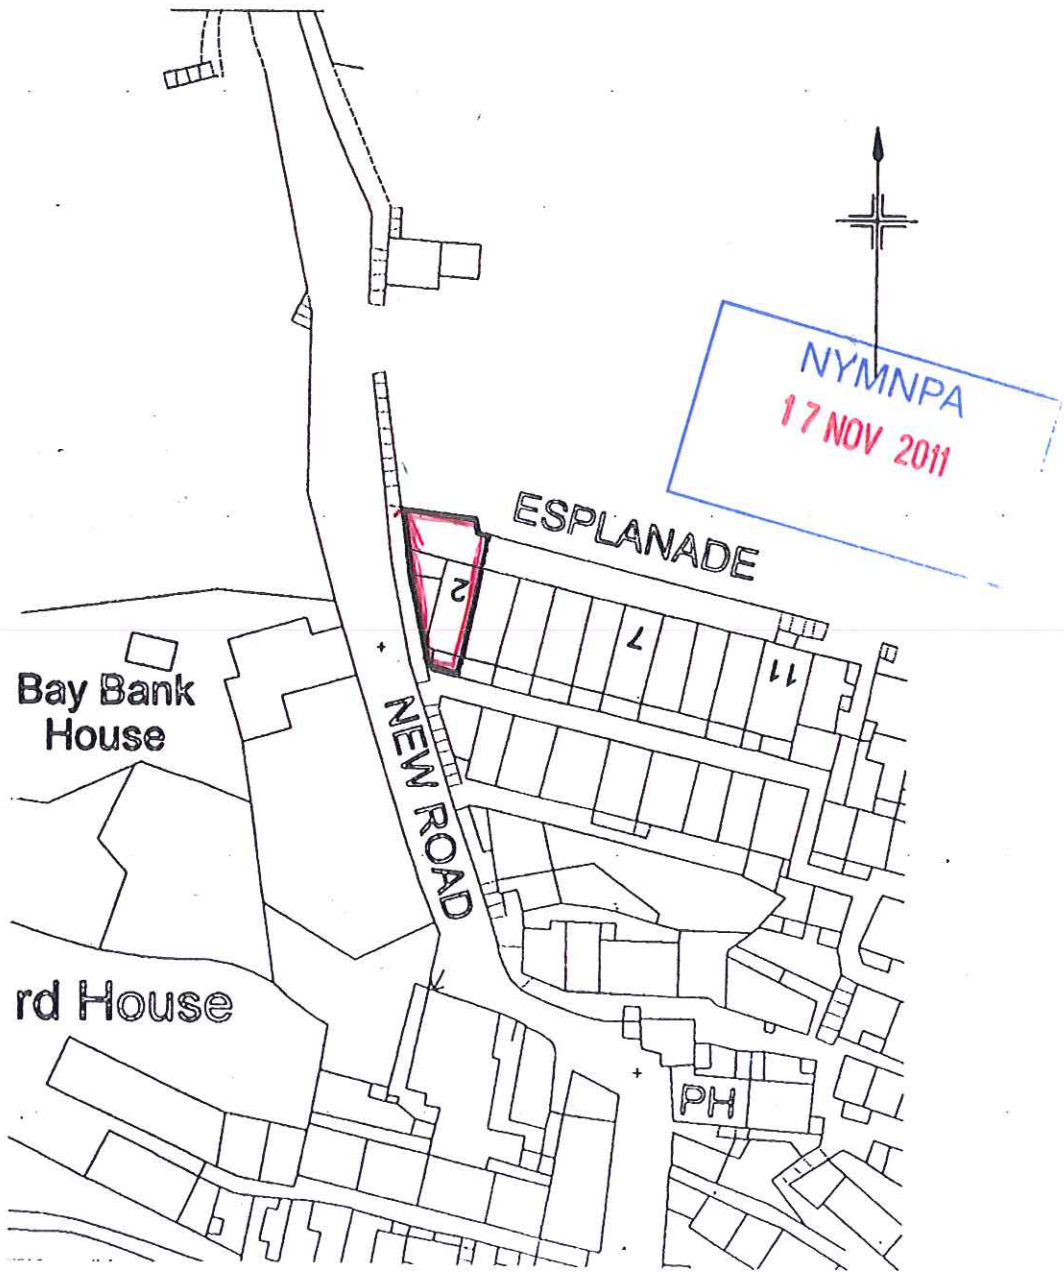 NYMNPA
17 NOV 2011
ESPLANADE
2
7
11
Bay Bank
House
NEW ROAD
rd House
PH